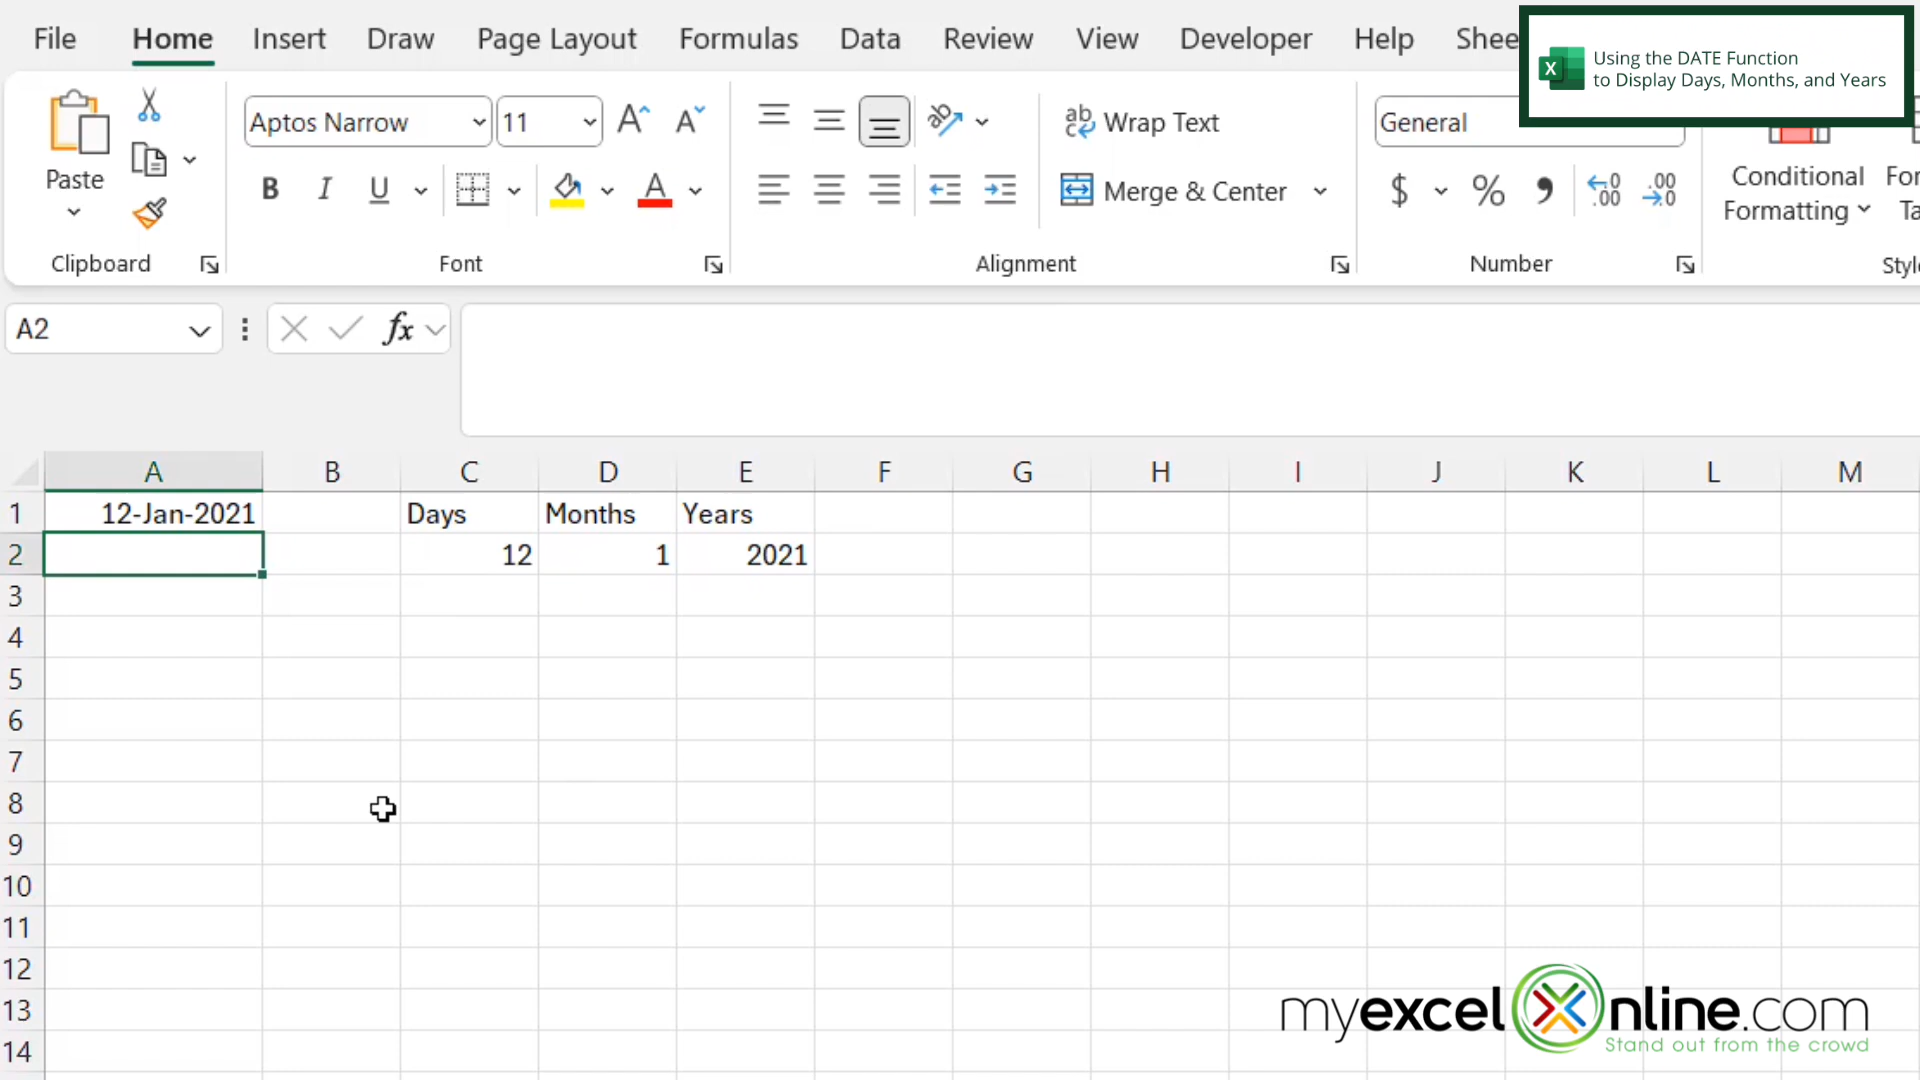 File Home Insert Draw Page Layout Formulas Data Review View Developer Help Shee
Using the DATE Function
to Display Days, Months, and Years
Aptos Narrow 11 Wrap Text General
Paste B I U Merge & Center $ % Conditional
Formatting
Clipboard Font Alignment Number
A2 fx
A B C D E F G H I J K L M
1 12-Jan-2021 Days Months Years
2 12 1 2021
3
4
5
6
7
8
9
10
11
12
13
14
myexcelonline.com
Stand out from the crowd